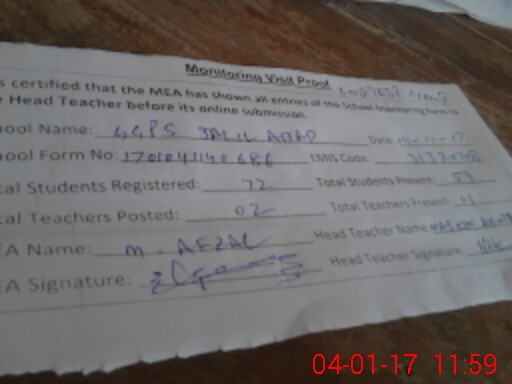 Monitoring Visit Proof
s certified that the MEA has shown all entries of the School Monitoring form to
e Head Teacher before its online submission.
hool Name: GGPS JALIL ABAD Date:
hool Form No: EMIS Code:
tal Students Registered: 72 Total Students Present: 59
tal Teachers Posted: 02 Total Teachers Present: 01
EA Name: M. AFZAL Head Teacher Name
EA Signature: Head Teacher Signature:
04-01-17 11:59